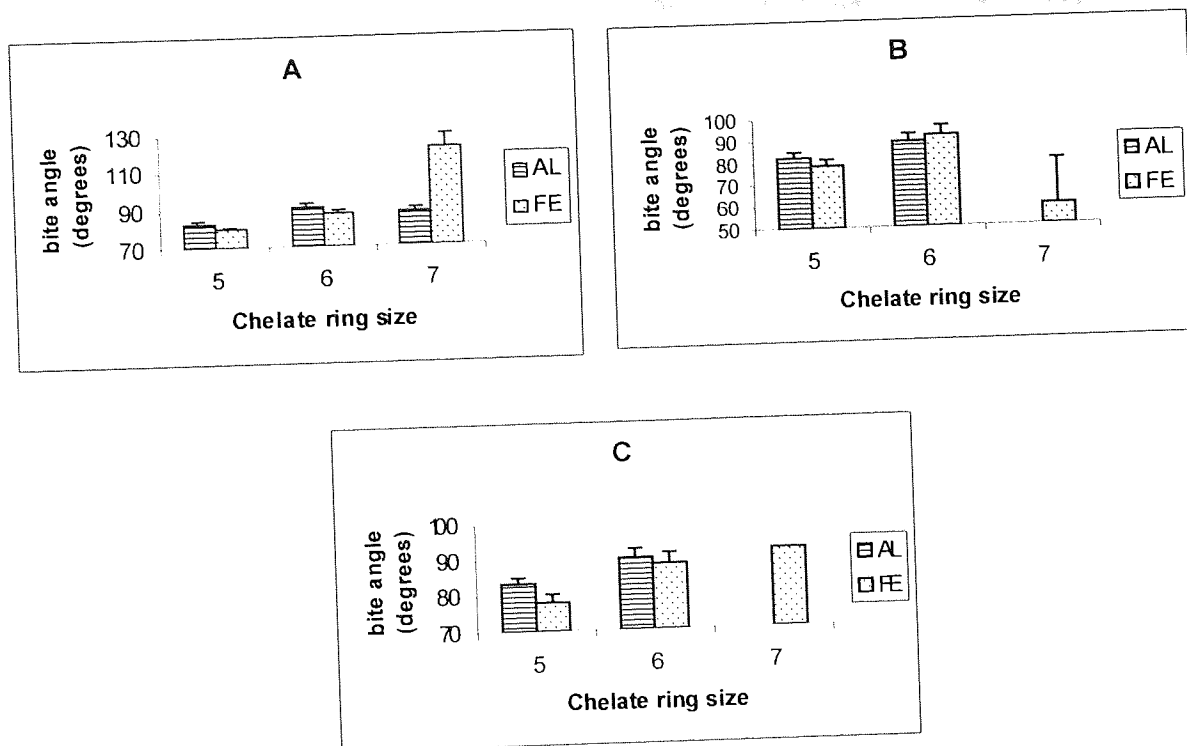 A
130
110
90
70
bite angle
(degrees)
5 6 7
Chelate ring size
AL
FE
B
100
90
80
70
60
50
bite angle
(degrees)
5 6 7
Chelate ring size
AL
FE
C
100
90
80
70
bite angle
(degrees)
5 6 7
Chelate ring size
AL
FE